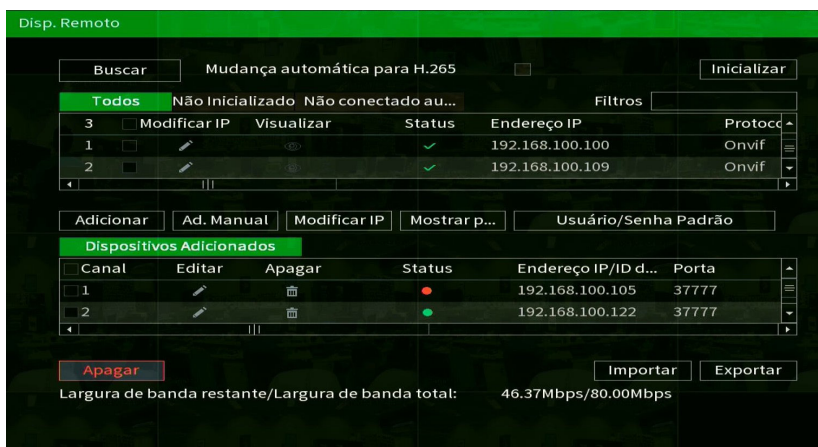 Disp. Remoto
Buscar Mudança automática para H.265 Inicializar
Todos Não Inicializado Não conectado au... Filtros
3 Modificar IP Visualizar Status Endereço IP Protoco
1 192.168.100.100 Onvif
2 192.168.100.109 Onvif
Adicionar Ad. Manual Modificar IP Mostrar p... Usuário/Senha Padrão
Dispositivos Adicionados
Canal Editar Apagar Status Endereço IP/ID d... Porta
1 192.168.100.105 37777
2 192.168.100.122 37777
Apagar Importar Exportar
Largura de banda restante/Largura de banda total: 46.37Mbps/80.00Mbps